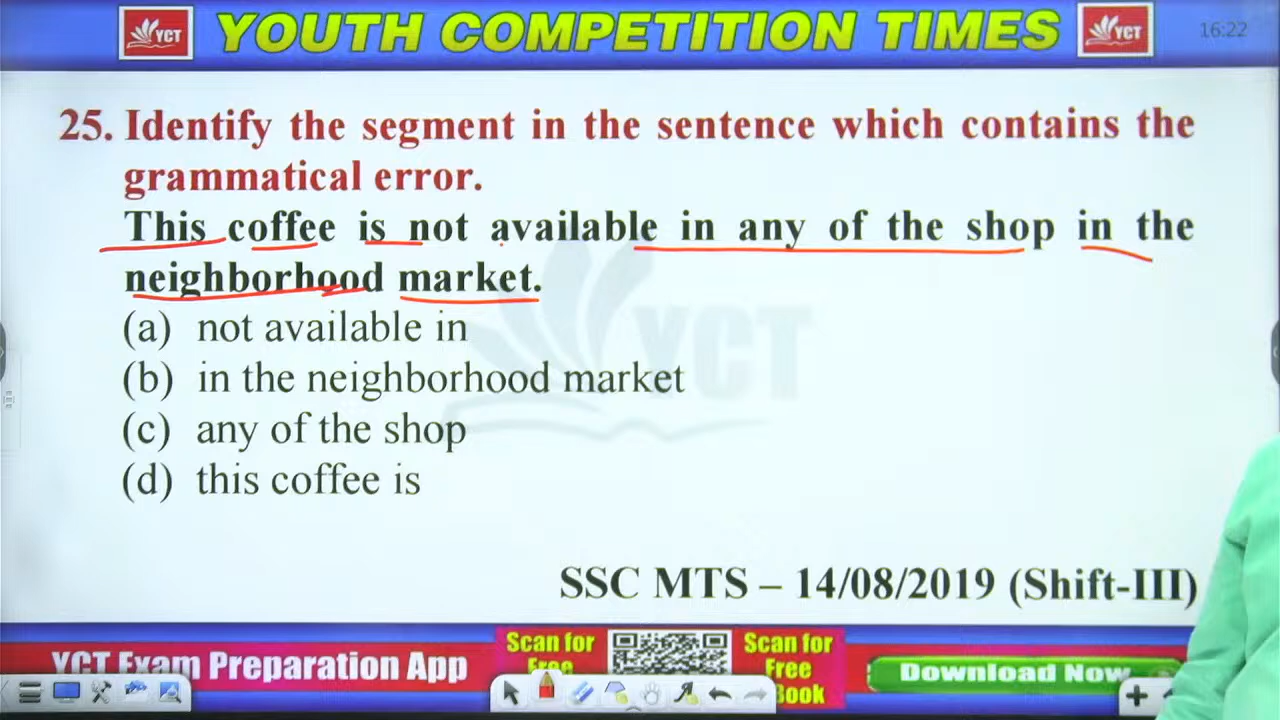 YCT YOUTH COMPETITION TIMES YCT 16:22
25. Identify the segment in the sentence which contains the
grammatical error.
This coffee is not available in any of the shop in the
neighborhood market.
YCT
(a) not available in
(b) in the neighborhood market
(c) any of the shop
(d) this coffee is
SSC MTS – 14/08/2019 (Shift-III)
YCT Exam Preparation App
Scan for
Free
Scan for
Free
Book
Download Now